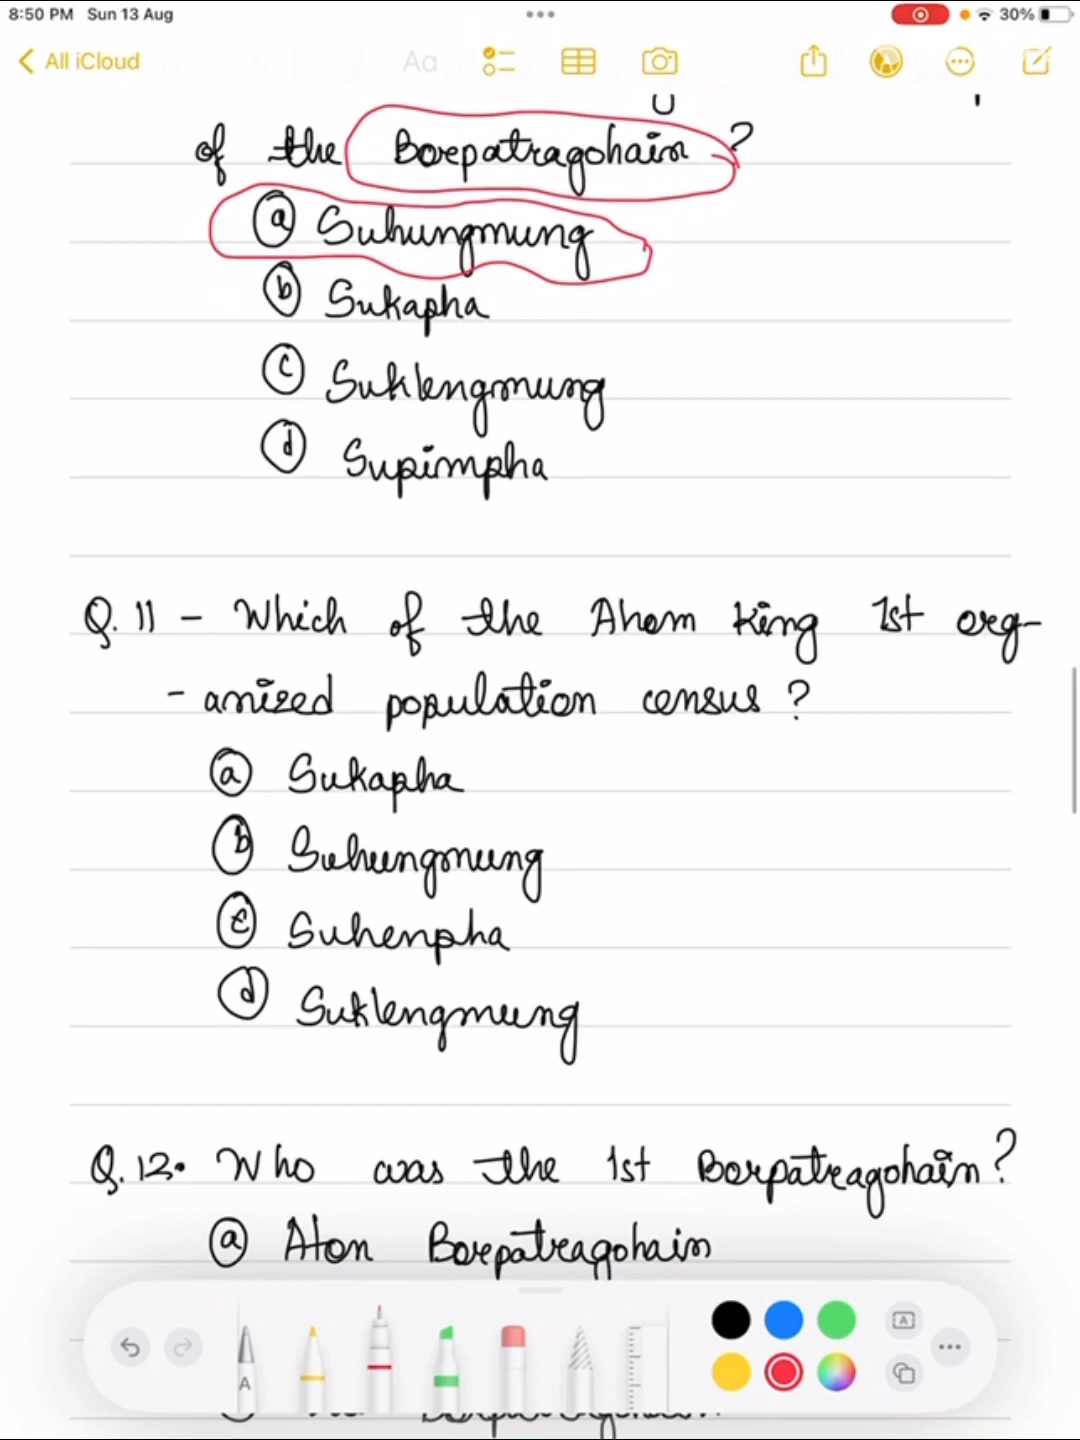 8:50 PM Sun 13 Aug
30%
All iCloud
Aa
of the Borpatragohain ?
a Suhungmung
b Sukapha
c Suklengmung
d Supimpha
Q. 11 - Which of the Ahom King 1st org-
- anized population census ?
a Sukapha
b Suhungmung
c Suhenpha
d Suklengmung
Q. 12. Who was the 1st Borpatragohain ?
a Aton Borpatragohain
A
A